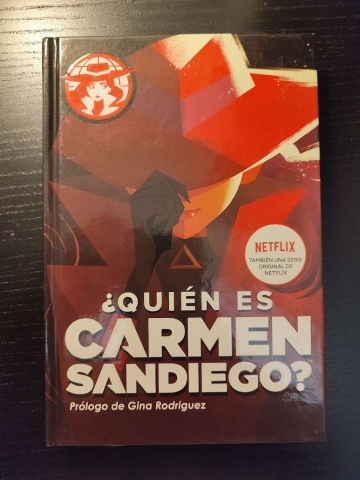 NETFLIX
TAMBIÉN UNA SERIE
ORIGINAL DE
NETFLIX
¿QUIÉN ES
CARMEN
SANDIEGO?
Prólogo de Gina Rodriguez